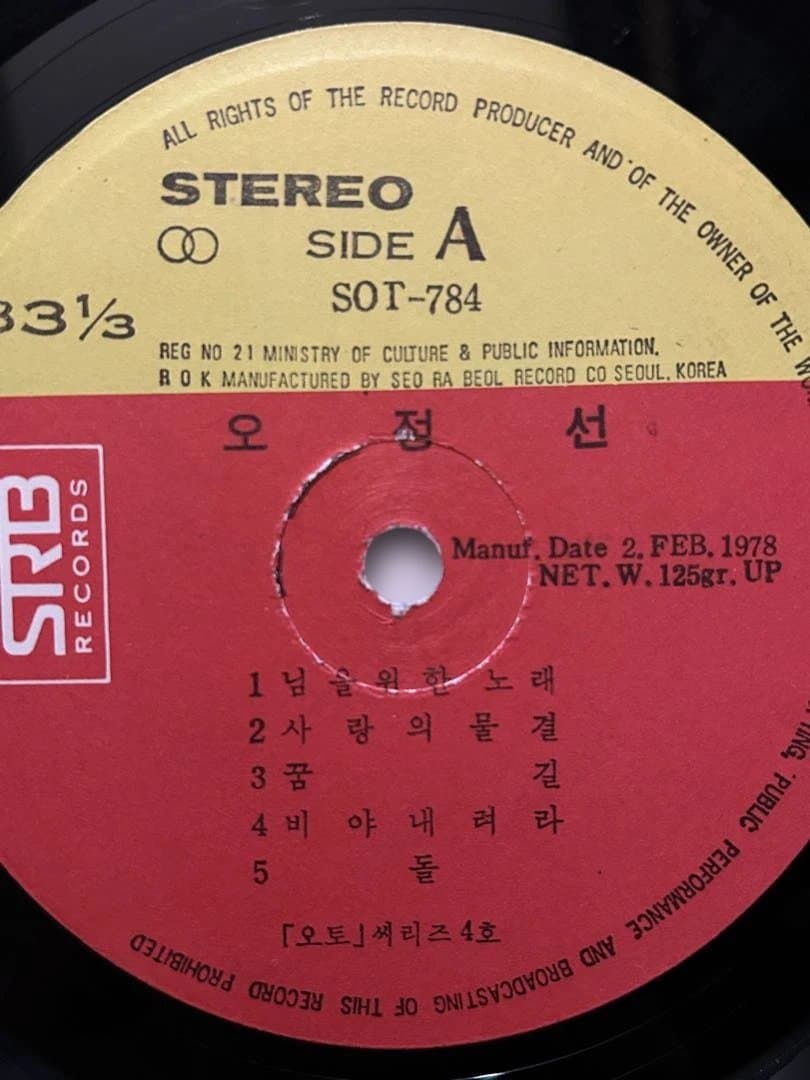 ALL RIGHTS OF THE RECORD PRODUCER AND OF THE OWNER OF THE
STEREO
SIDE A
SOT-784
33 1/3
REG NO 21 MINISTRY OF CULTURE & PUBLIC INFORMATION.
R O K MANUFACTURED BY SEO RA BEOL RECORD CO SEOUL. KOREA
오 정 선
SRB
RECORDS
Manuf. Date 2. FEB. 1978
NET. W. 125gr. UP
1 님 을 위 한 노 래
2 사 랑 의 물 결
3 꿈 길
4 비 야 내 려 라
5 돌
「오토」써리즈 4호
PUBLIC PERFORMANCE AND BROADCASTING OF THIS RECORD PROHIBITED